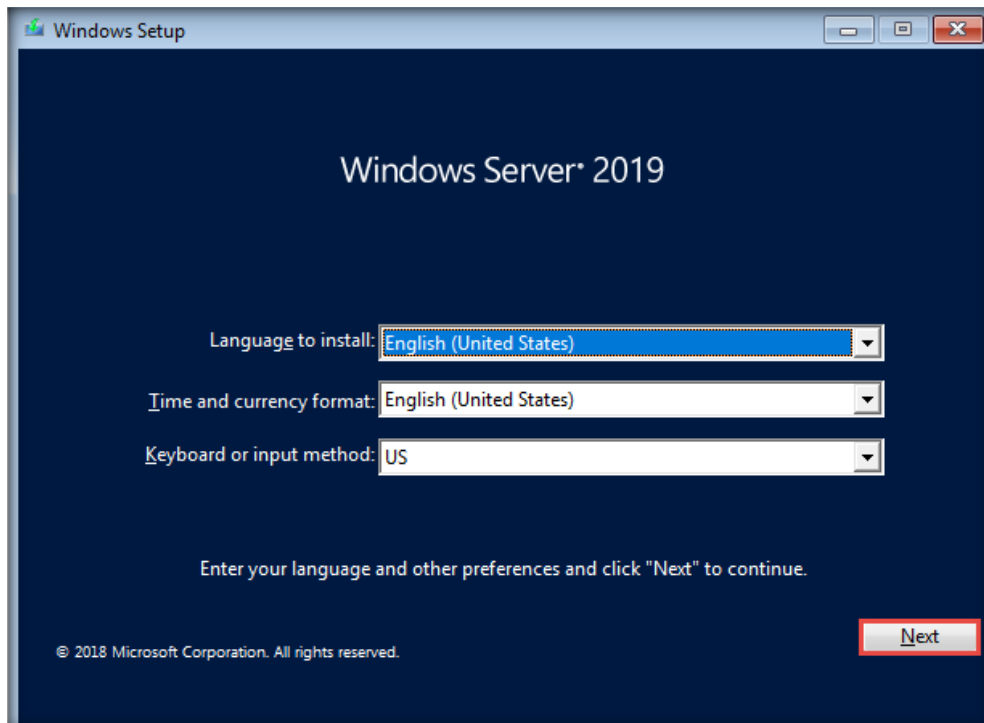 Windows Setup
Windows Server® 2019
Language to install: English (United States)
Time and currency format: English (United States)
Keyboard or input method: US
Enter your language and other preferences and click "Next" to continue.
Next
© 2018 Microsoft Corporation. All rights reserved.